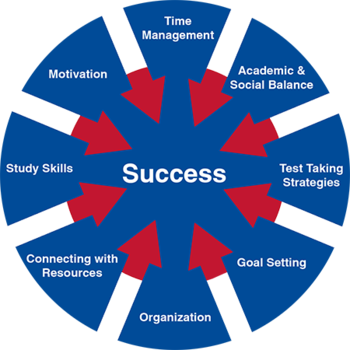 Time
Management
Academic &
Social Balance
Motivation
Study Skills
Success
Test Taking
Strategies
Connecting with
Resources
Goal Setting
Organization